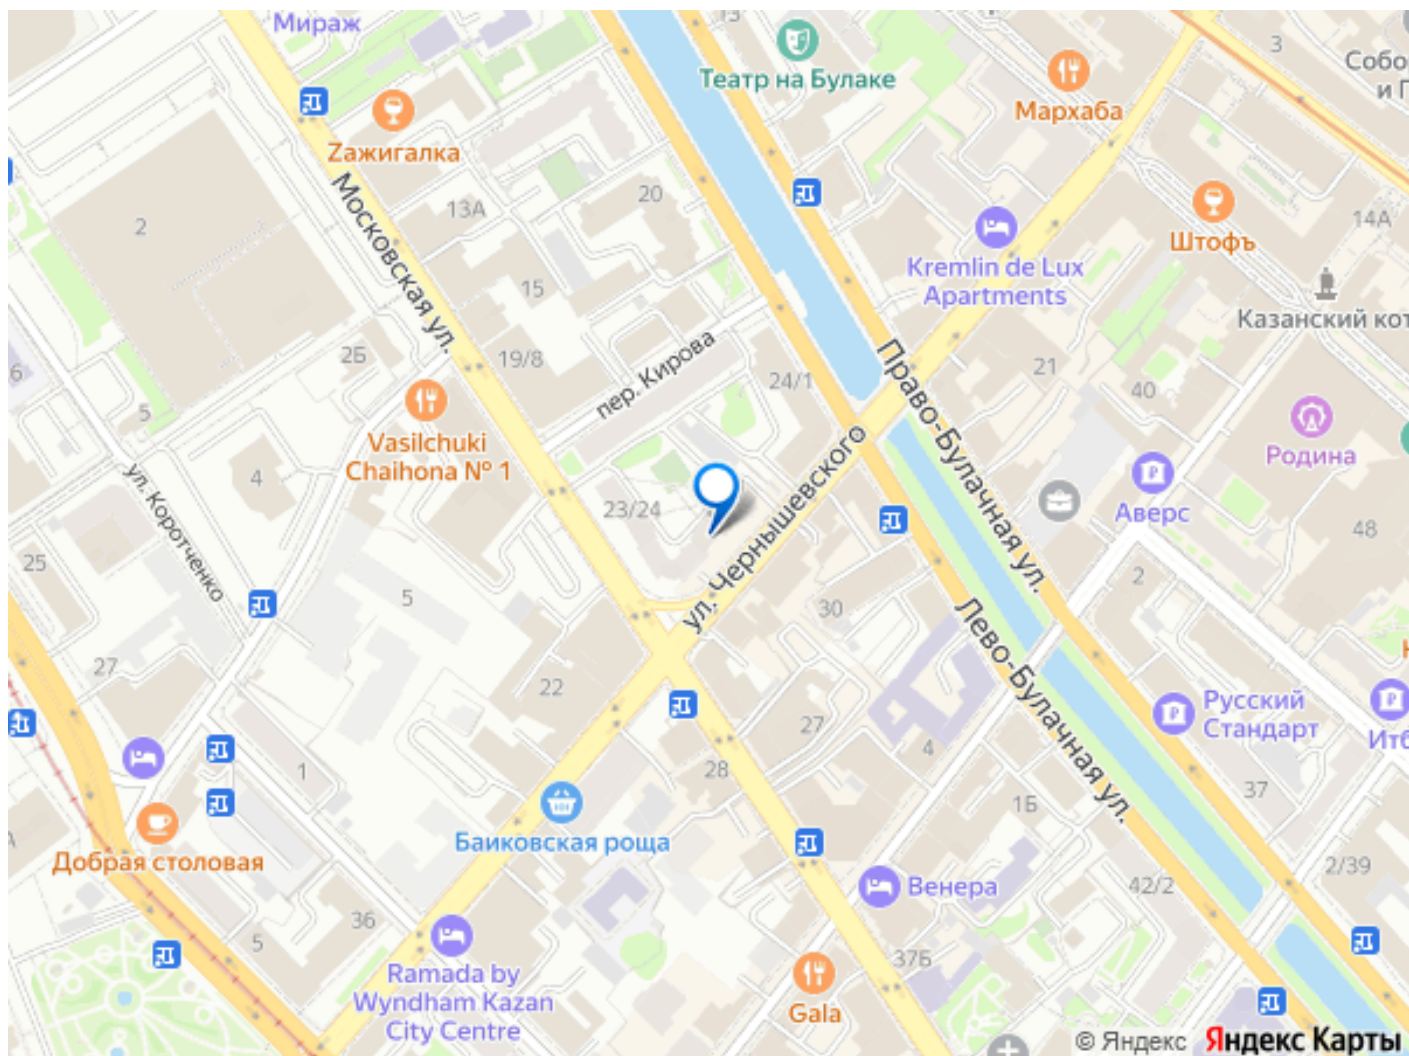 Мираж
13
3
Собо
и Г
Театр на Булаке
Мархаба
Zажигалка
2
13А
20
14А
Штофъ
Московская ул.
15
Kremlin de Lux
Apartments
Казанский кот
2Б
19/8
пер. Кирова
24/1
Право-Булачная ул.
21
40
6
5
Vasilchuki
Chaihona № 1
Родина
ул. Коротченко
4
23/24
ул. Чернышевского
Аверс
48
25
5
30
2
Лево-Булачная ул.
27
22
27
4
Русский
Стандарт
Итб
28
1
1Б
37
Баиковская роща
Добрая столовая
Венера
42/2
2/39
36
5
37Б
Ramada by
Wyndham Kazan
City Centre
Gala
© Яндекс Яндекс Карты